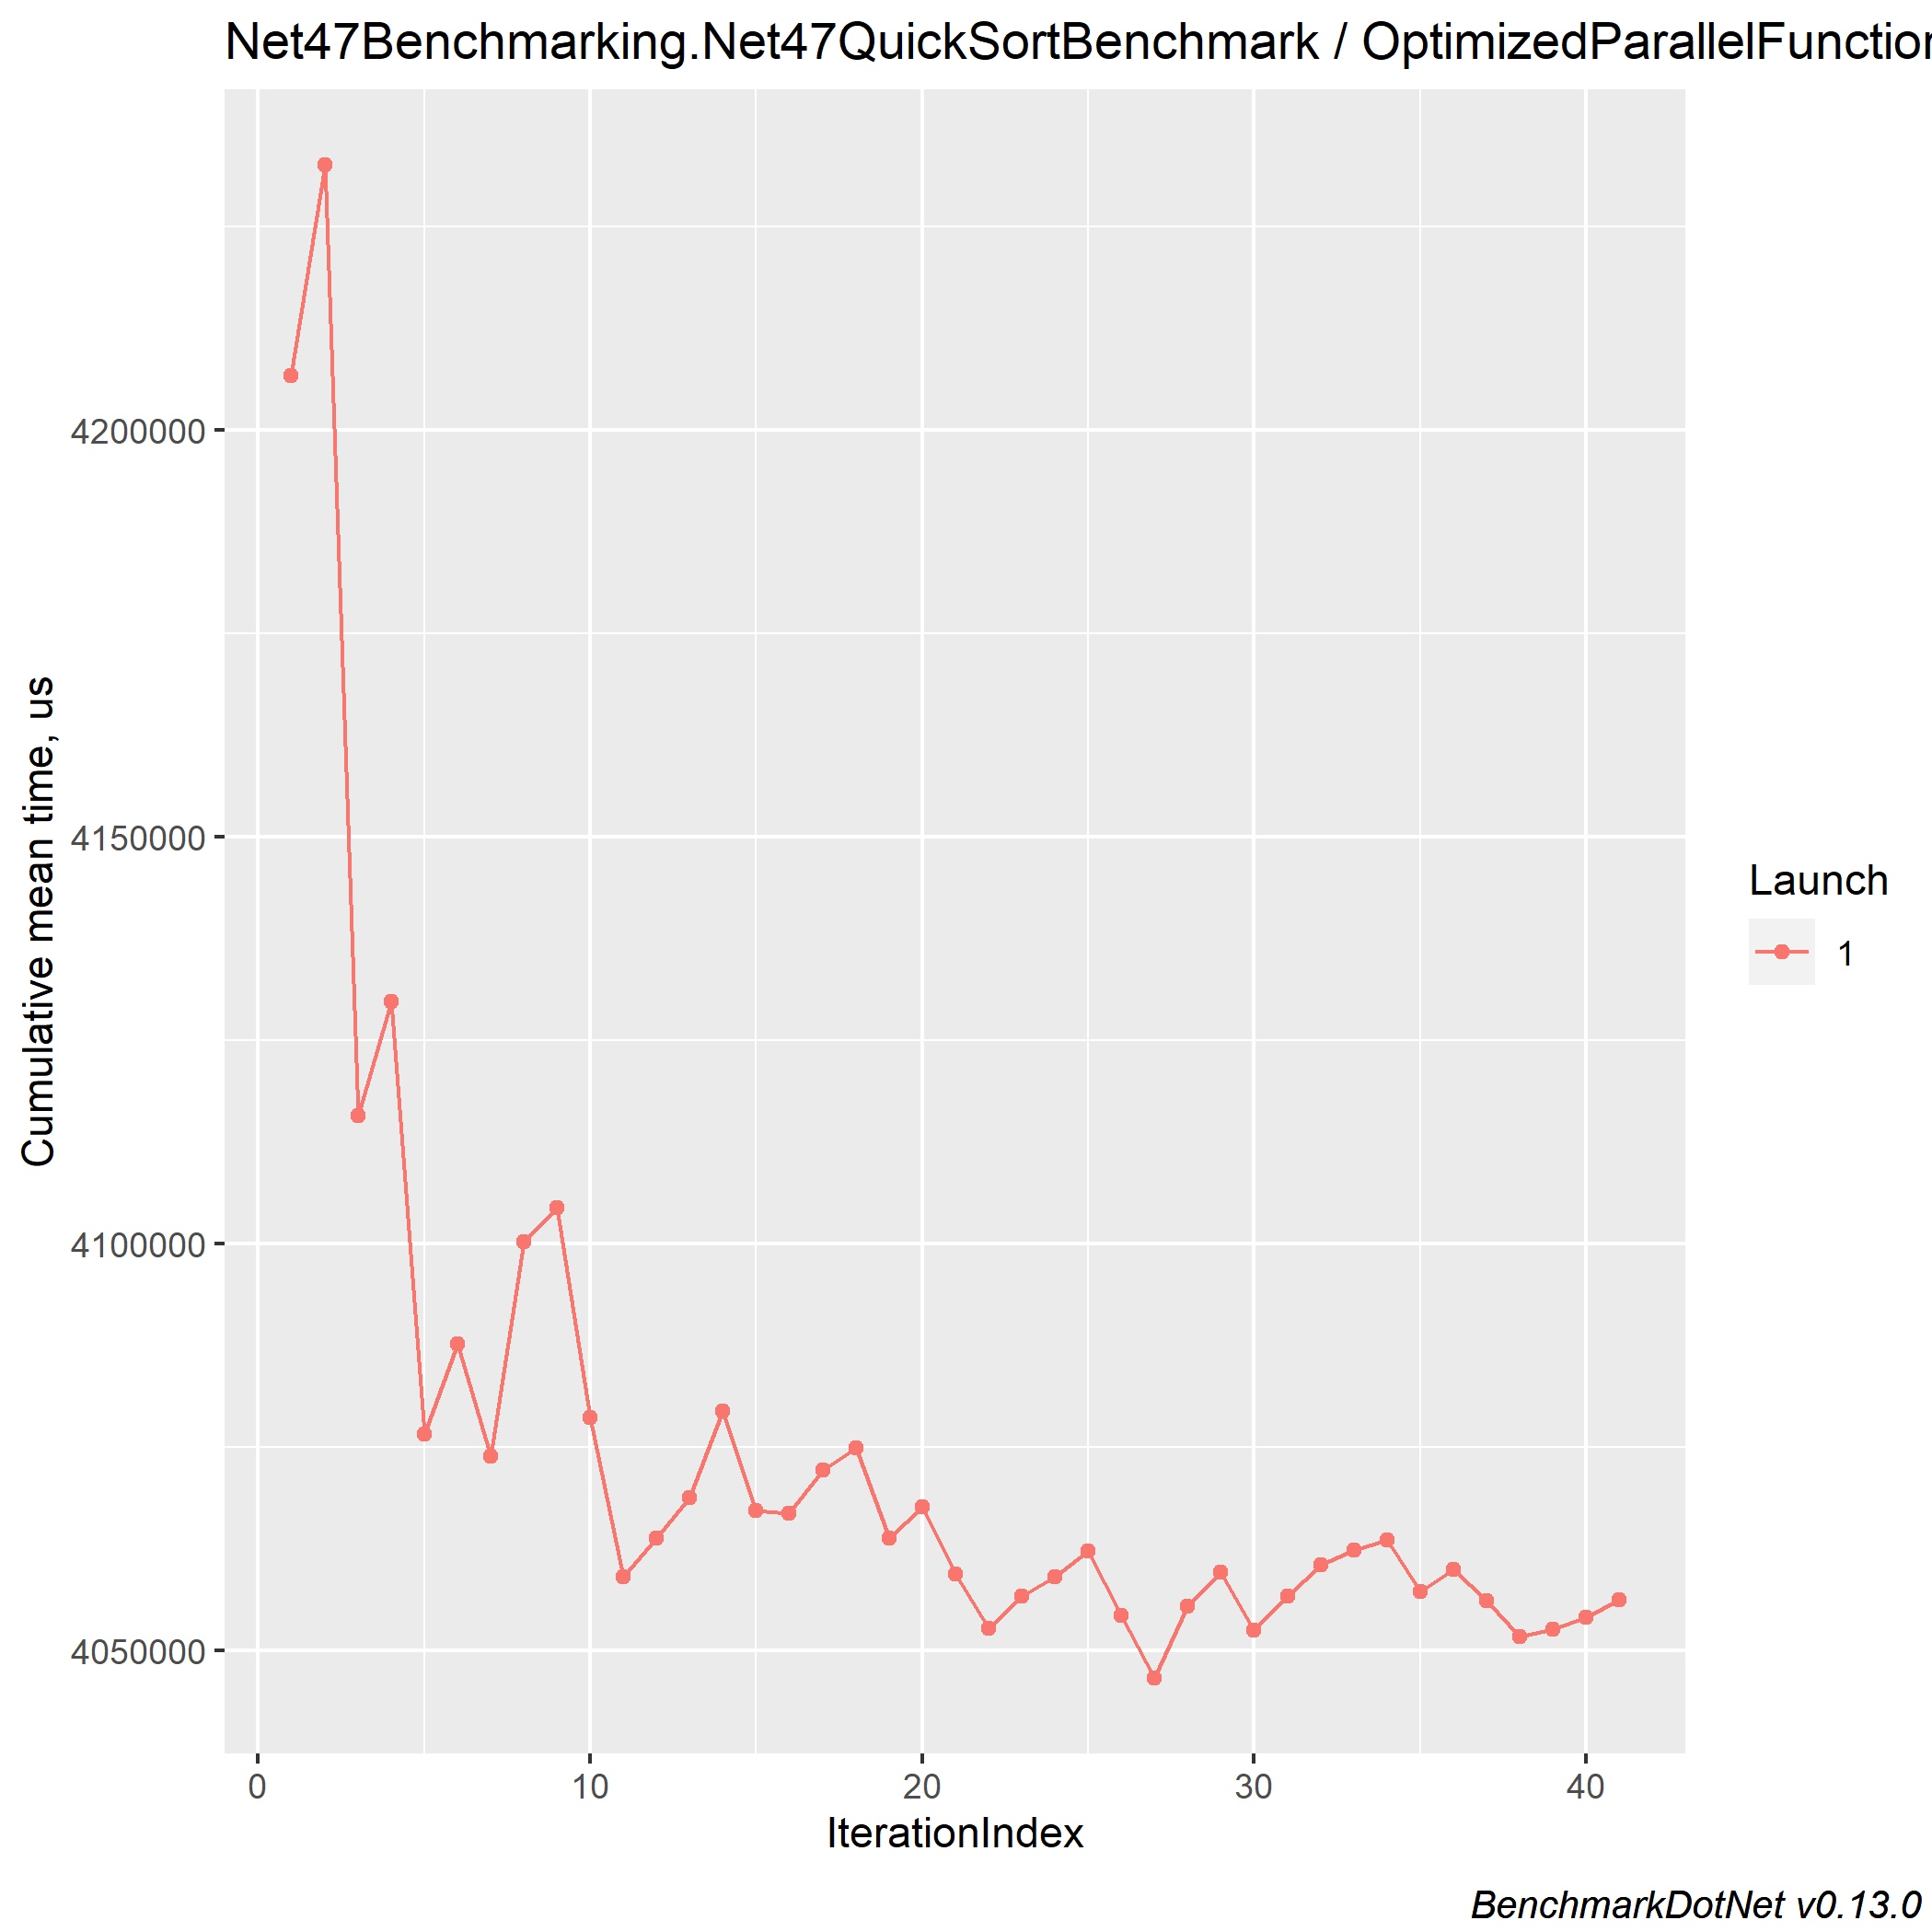 Net47Benchmarking.Net47QuickSortBenchmark / OptimizedParallelFunction
Cumulative mean time, us
4200000
4150000
4100000
4050000
0 10 20 30 40
IterationIndex
Launch
1
BenchmarkDotNet v0.13.0